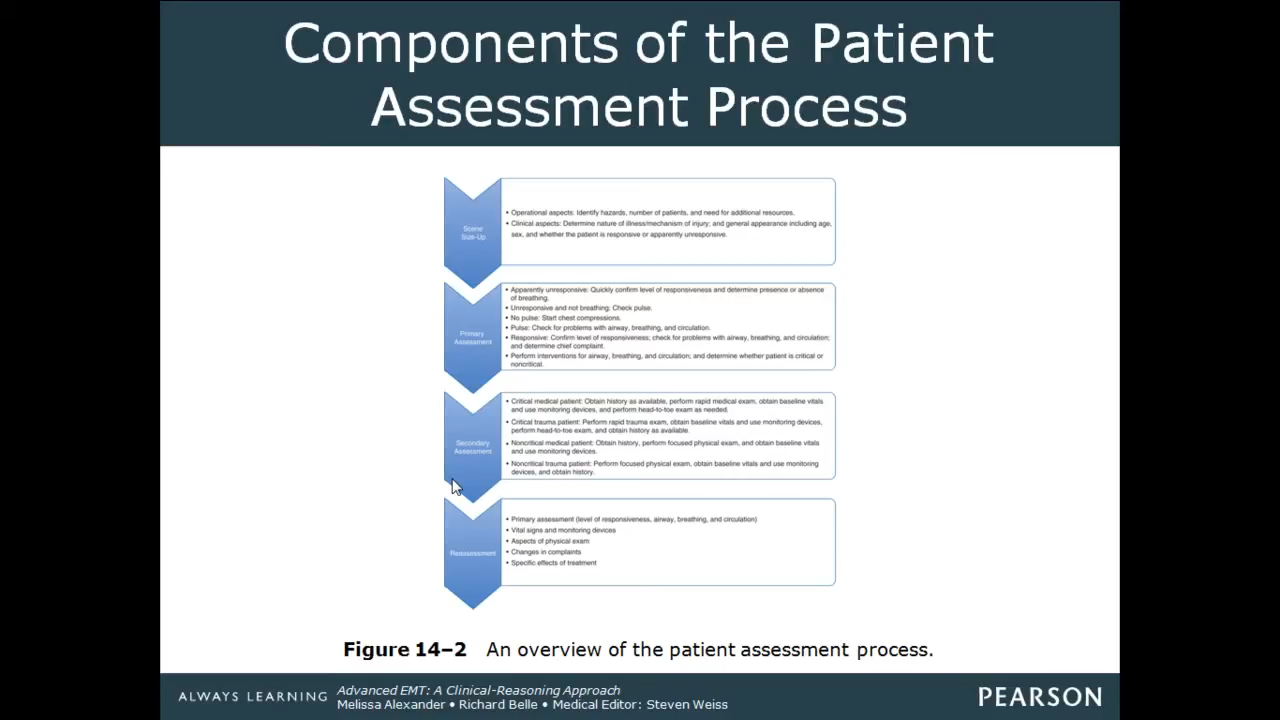 Components of the Patient
Assessment Process
Scene
Size-Up
• Operational aspects: Identify hazards, number of patients, and need for additional resources.
• Clinical aspects: Determine nature of illness/mechanism of injury; and general appearance including age,
sex, and whether the patient is responsive or apparently unresponsive.
Primary
Assessment
• Apparently unresponsive: Quickly confirm level of responsiveness and determine presence or absence
of breathing.
• Unresponsive and not breathing: Check pulse.
• No pulse: Start chest compressions.
• Pulse: Check for problems with airway, breathing, and circulation.
• Responsive: Confirm level of responsiveness; check for problems with airway, breathing, and circulation;
and determine chief complaint.
• Perform interventions for airway, breathing, and circulation; and determine whether patient is critical or
noncritical.
Secondary
Assessment
• Critical medical patient: Obtain history as available, perform rapid medical exam, obtain baseline vitals
and use monitoring devices, and perform head-to-toe exam as needed.
• Critical trauma patient: Perform rapid trauma exam, obtain baseline vitals and use monitoring devices,
perform head-to-toe exam, and obtain history as available.
• Noncritical medical patient: Obtain history, perform focused physical exam, and obtain baseline vitals
and use monitoring devices.
• Noncritical trauma patient: Perform focused physical exam, obtain baseline vitals and use monitoring
devices, and obtain history.
Reassessment
• Primary assessment (level of responsiveness, airway, breathing, and circulation)
• Vital signs and monitoring devices
• Aspects of physical exam
• Changes in complaints
• Specific effects of treatment
Figure 14–2 An overview of the patient assessment process.
ALWAYS LEARNING
Advanced EMT: A Clinical-Reasoning Approach
Melissa Alexander • Richard Belle • Medical Editor: Steven Weiss
PEARSON